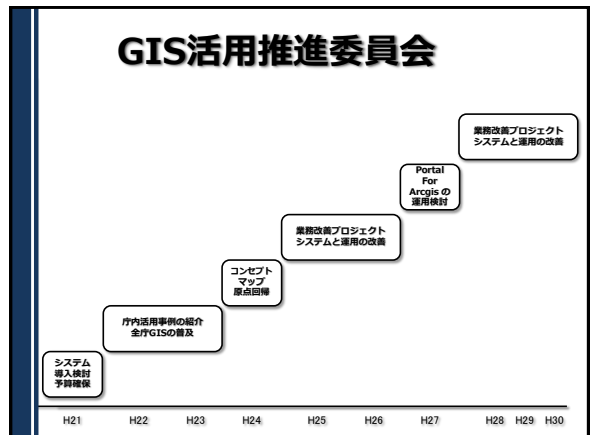 GIS活用推進委員会
業務改善プロジェクト
システムと運用の改善
Portal
For
Arcgis の
運用検討
業務改善プロジェクト
システムと運用の改善
コンセプト
マップ
原点回帰
庁内活用事例の紹介
全庁GISの普及
システム
導入検討
予算確保
H21 H22 H23 H24 H25 H26 H27 H28 H29 H30